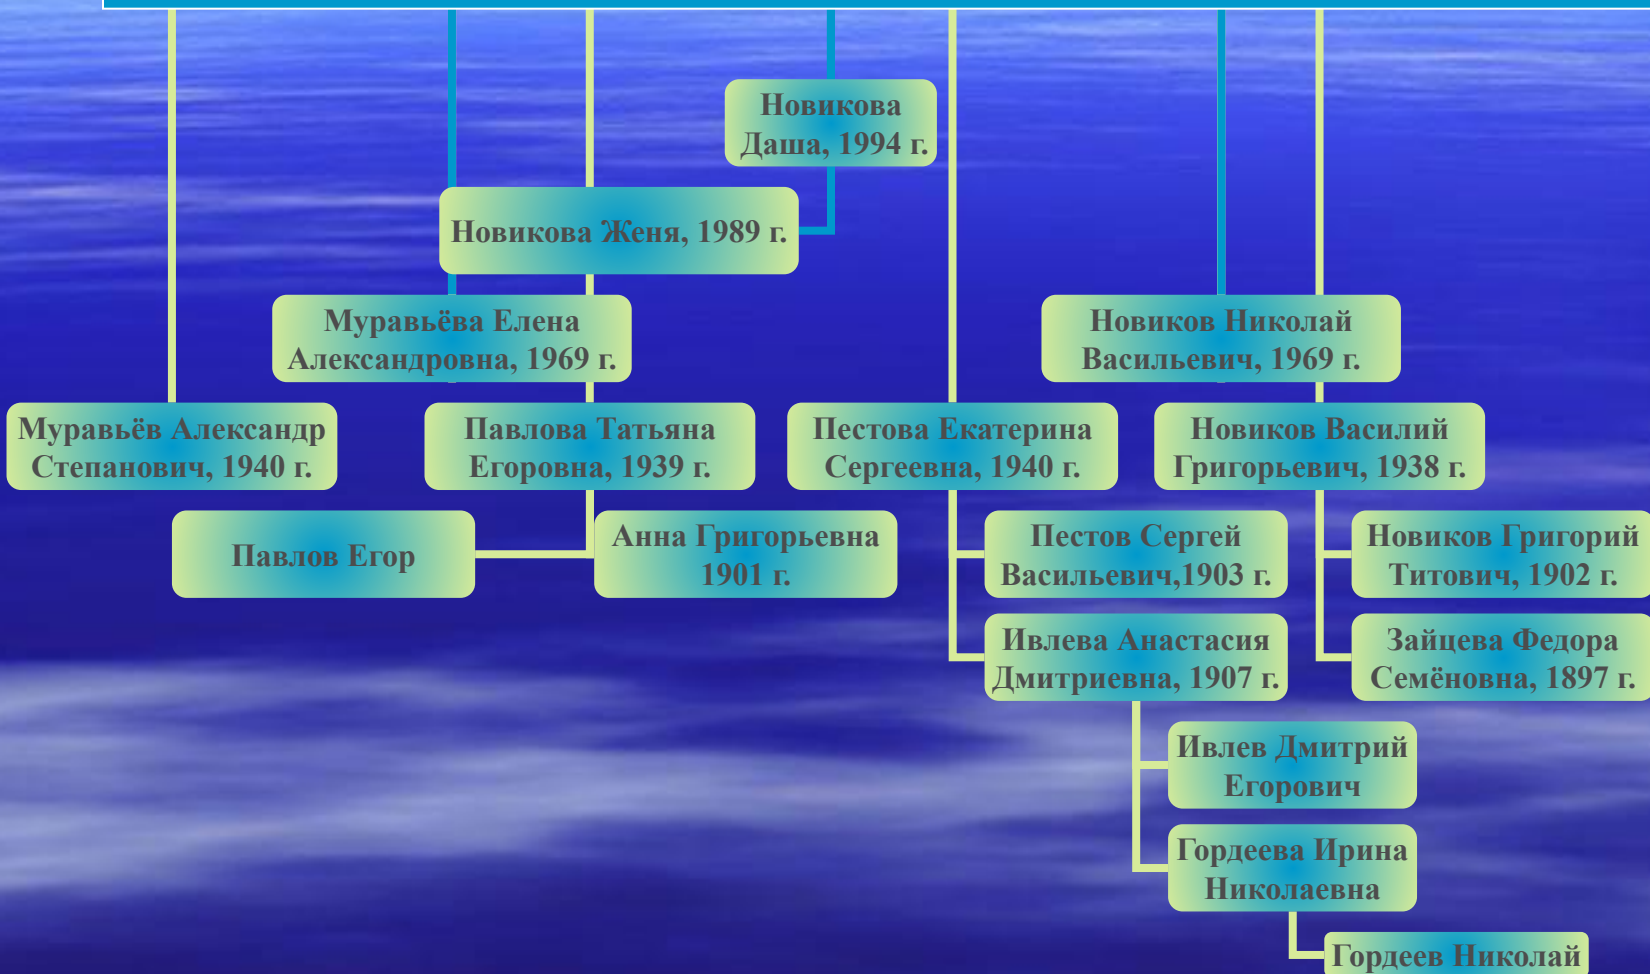 Новикова
Даша, 1994 г.
Новикова Женя, 1989 г.
Муравьёва Елена
Александровна, 1969 г.
Новиков Николай
Васильевич, 1969 г.
Муравьёв Александр
Степанович, 1940 г.
Павлова Татьяна
Егоровна, 1939 г.
Пестова Екатерина
Сергеевна, 1940 г.
Новиков Василий
Григорьевич, 1938 г.
Павлов Егор
Анна Григорьевна
1901 г.
Пестов Сергей
Васильевич,1903 г.
Новиков Григорий
Титович, 1902 г.
Ивлева Анастасия
Дмитриевна, 1907 г.
Зайцева Федора
Семёновна, 1897 г.
Ивлев Дмитрий
Егорович
Гордеева Ирина
Николаевна
Гордеев Николай